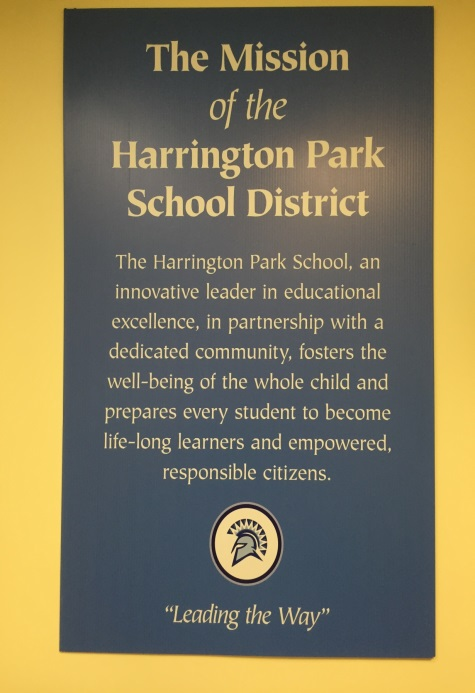 The Mission
of the
Harrington Park
School District
The Harrington Park School, an
innovative leader in educational
excellence, in partnership with a
dedicated community, fosters the
well-being of the whole child and
prepares every student to become
life-long learners and empowered,
responsible citizens.
“Leading the Way”